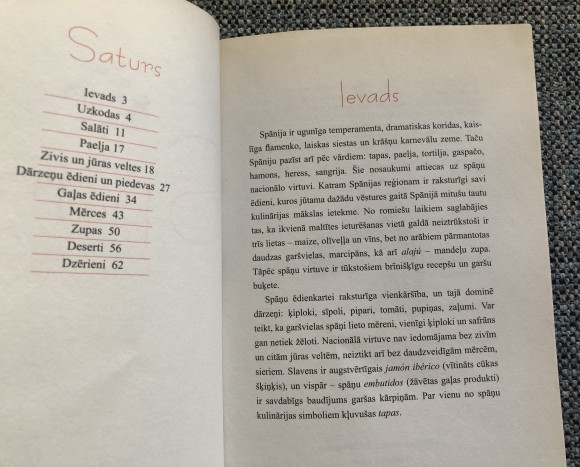 Saturs
Ievads 3
Uzkodas 4
Salāti 11
Paelja 17
Zivis un jūras veltes 18
Dārzeņu ēdieni un piedevas 27
Gaļas ēdieni 34
Mērces 43
Zupas 50
Deserti 56
Dzērieni 62
Ievads
Spānija ir ugunīga temperamenta, dramatiskas koridas, kais-
līga flamenko, laiskas siestas un krāšņu karnevālu zeme. Taču
Spāniju pazīst arī pēc vārdiem: tapas, paelja, tortilja, gaspačo,
hamons, heress, sangrija. Šie nosaukumi attiecas uz spāņu
nacionālo virtuvi. Katram Spānijas reģionam ir raksturīgi savi
ēdieni, kuros jūtama dažādu vēstures gaitā Spānijā mitušu tautu
kulinārijas mākslas ietekme. No romiešu laikiem saglabājies
tas, ka ikvienā maltītes ieturēšanas vietā galdā neiztrūkstoši ir
trīs lietas – maize, olīveļļa un vīns, bet no arābiem pārmantotas
daudzas garšvielas, marcipāns, kā arī alajú – mandeļu zupa.
Tāpēc spāņu virtuve ir tūkstošiem brīnišķīgu recepšu un garšu
buķete.
Spāņu ēdienkartei raksturīga vienkāršība, un tajā dominē
dārzeņi: ķiploki, sīpoli, pipari, tomāti, pupiņas, zaļumi. Var
teikt, ka garšvielas spāņi lieto mēreni, vienīgi ķiploki un safrāns
gan netiek žēloti. Nacionālā virtuve nav iedomājama bez zivīm
un citām jūras veltēm, neiztikt arī bez daudzveidīgām mērcēm,
sieriem. Slavens ir augstvērtīgais jamón ibérico (vītināts cūkas
šķiņķis), un vispār – spāņu embutidos (žāvētas gaļas produkti)
ir savdabīgs baudījums garšas kārpiņām. Par vienu no spāņu
kulinārijas simboliem kļuvušas tapas.